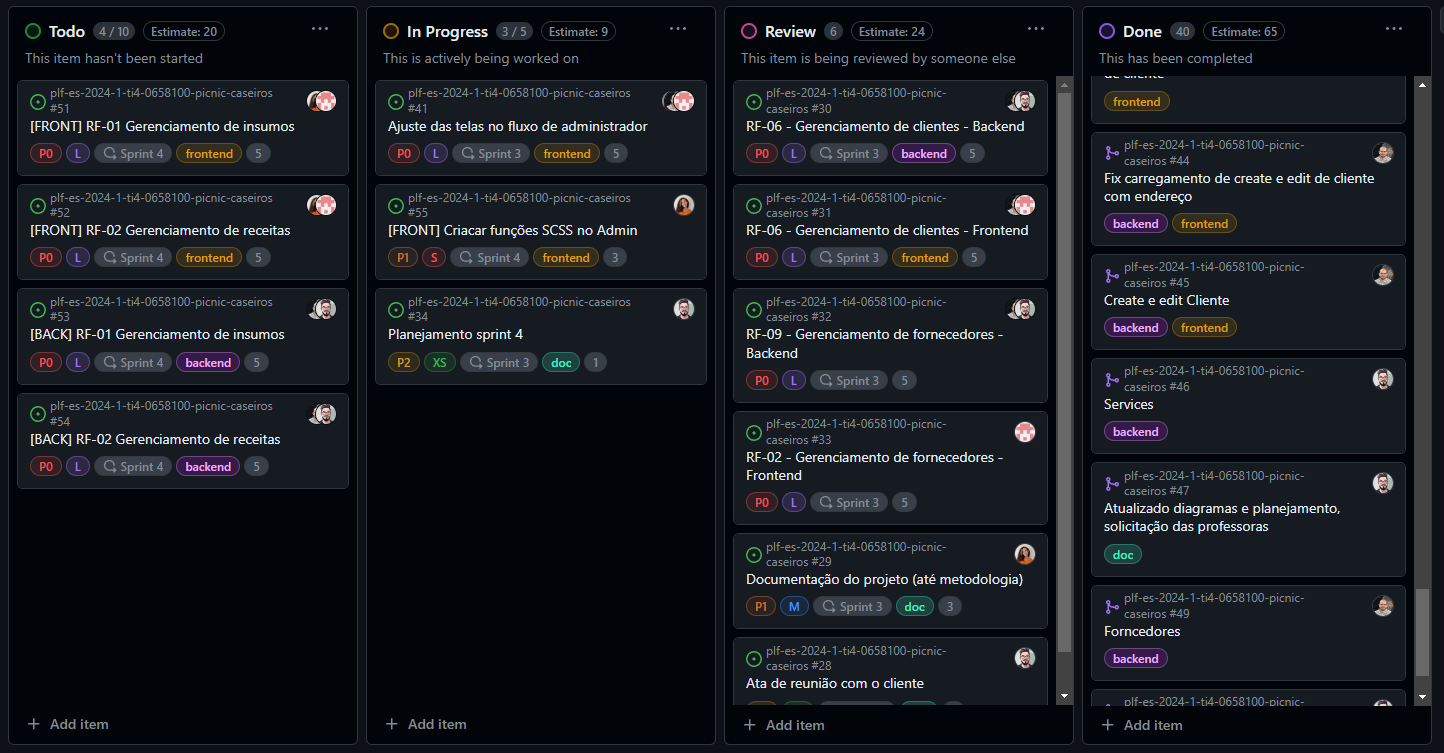 Todo 4 / 10 Estimate: 20 ...
This item hasn't been started
plf-es-2024-1-ti4-0658100-picnic-caseiros
#51
[FRONT] RF-01 Gerenciamento de insumos
P0 L Sprint 4 frontend 5
plf-es-2024-1-ti4-0658100-picnic-caseiros
#52
[FRONT] RF-02 Gerenciamento de receitas
P0 L Sprint 4 frontend 5
plf-es-2024-1-ti4-0658100-picnic-caseiros
#53
[BACK] RF-01 Gerenciamento de insumos
P0 L Sprint 4 backend 5
plf-es-2024-1-ti4-0658100-picnic-caseiros
#54
[BACK] RF-02 Gerenciamento de receitas
P0 L Sprint 4 backend 5
+ Add item
In Progress 3 / 5 Estimate: 9 ...
This is actively being worked on
plf-es-2024-1-ti4-0658100-picnic-caseiros
#41
Ajuste das telas no fluxo de administrador
P0 L Sprint 3 frontend 5
plf-es-2024-1-ti4-0658100-picnic-caseiros
#55
[FRONT] Criacar funções SCSS no Admin
P1 S Sprint 4 frontend 3
plf-es-2024-1-ti4-0658100-picnic-caseiros
#34
Planejamento sprint 4
P2 XS Sprint 3 doc 1
+ Add item
Review 6 Estimate: 24 ...
This item is being reviewed by someone else
plf-es-2024-1-ti4-0658100-picnic-
caseiros #30
RF-06 - Gerenciamento de clientes - Backend
P0 L Sprint 3 backend 5
plf-es-2024-1-ti4-0658100-picnic-
caseiros #31
RF-06 - Gerenciamento de clientes - Frontend
P0 L Sprint 3 frontend 5
plf-es-2024-1-ti4-0658100-picnic-
caseiros #32
RF-09 - Gerenciamento de fornecedores -
Backend
P0 L Sprint 3 5
plf-es-2024-1-ti4-0658100-picnic-
caseiros #33
RF-02 - Gerenciamento de fornecedores -
Frontend
P0 L Sprint 3 5
plf-es-2024-1-ti4-0658100-picnic-
caseiros #29
Documentação do projeto (até metodologia)
P1 M Sprint 3 doc 3
plf-es-2024-1-ti4-0658100-picnic-
caseiros #28
Ata de reunião com o cliente
+ Add item
Done 40 Estimate: 65 ...
This has been completed
de cliente
frontend
plf-es-2024-1-ti4-0658100-picnic-
caseiros #44
Fix carregamento de create e edit de cliente
com endereço
backend frontend
plf-es-2024-1-ti4-0658100-picnic-
caseiros #45
Create e edit Cliente
backend frontend
plf-es-2024-1-ti4-0658100-picnic-
caseiros #46
Services
backend
plf-es-2024-1-ti4-0658100-picnic-
caseiros #47
Atualizado diagramas e planejamento,
solicitação das professoras
doc
plf-es-2024-1-ti4-0658100-picnic-
caseiros #49
Forncedores
backend
plf-es-2024-1-ti4-0658100-picnic-
+ Add item